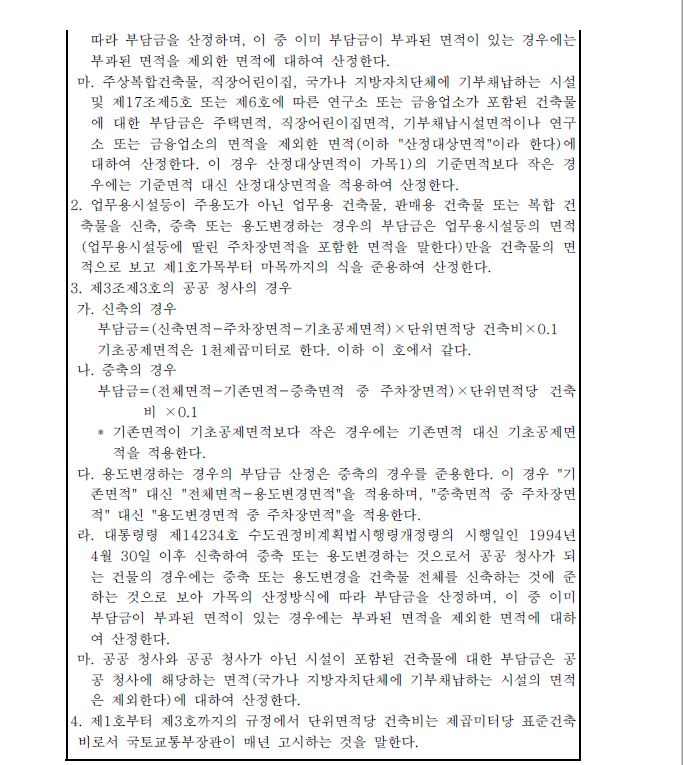 따라 부담금을 산정하며, 이 중 이미 부담금이 부과된 면적이 있는 경우에는
부과된 면적을 제외한 면적에 대하여 산정한다.
마. 주상복합건축물, 직장어린이집, 국가나 지방자치단체에 기부채납하는 시설
및 제17조제5호 또는 제6호에 따른 연구소 또는 금융업소가 포함된 건축물
에 대한 부담금은 주택면적, 직장어린이집면적, 기부채납시설면적이나 연구
소 또는 금융업소의 면적을 제외한 면적(이하 "산정대상면적"이라 한다)에
대하여 산정한다. 이 경우 산정대상면적이 가목1)의 기준면적보다 작은 경
우에는 기준면적 대신 산정대상면적을 적용하여 산정한다.
2. 업무용시설등이 주용도가 아닌 업무용 건축물, 판매용 건축물 또는 복합 건
축물을 신축, 증축 또는 용도변경하는 경우의 부담금은 업무용시설등의 면적
(업무용시설등에 딸린 주차장면적을 포함한 면적을 말한다)만을 건축물의 면
적으로 보고 제1호가목부터 마목까지의 식을 준용하여 산정한다.
3. 제3조제3호의 공공 청사의 경우
가. 신축의 경우
부담금=(신축면적-주차장면적-기초공제면적)×단위면적당 건축비×0.1
기초공제면적은 1천제곱미터로 한다. 이하 이 호에서 같다.
나. 증축의 경우
부담금=(전체면적-기존면적-증축면적 중 주차장면적)×단위면적당 건축
비 ×0.1
* 기존면적이 기초공제면적보다 작은 경우에는 기존면적 대신 기초공제면
적을 적용한다.
다. 용도변경하는 경우의 부담금 산정은 증축의 경우를 준용한다. 이 경우 "기
존면적" 대신 "전체면적-용도변경면적"을 적용하며, "증축면적 중 주차장면
적" 대신 "용도변경면적 중 주차장면적"을 적용한다.
라. 대통령령 제14234호 수도권정비계획법시행령개정령의 시행일인 1994년
4월 30일 이후 신축하여 증축 또는 용도변경하는 것으로서 공공 청사가 되
는 건물의 경우에는 증축 또는 용도변경을 건축물 전체를 신축하는 것에 준
하는 것으로 보아 가목의 산정방식에 따라 부담금을 산정하며, 이 중 이미
부담금이 부과된 면적이 있는 경우에는 부과된 면적을 제외한 면적에 대하
여 산정한다.
마. 공공 청사와 공공 청사가 아닌 시설이 포함된 건축물에 대한 부담금은 공
공 청사에 해당하는 면적(국가나 지방자치단체에 기부채납하는 시설의 면적
은 제외한다)에 대하여 산정한다.
4. 제1호부터 제3호까지의 규정에서 단위면적당 건축비는 제곱미터당 표준건축
비로서 국토교통부장관이 매년 고시하는 것을 말한다.